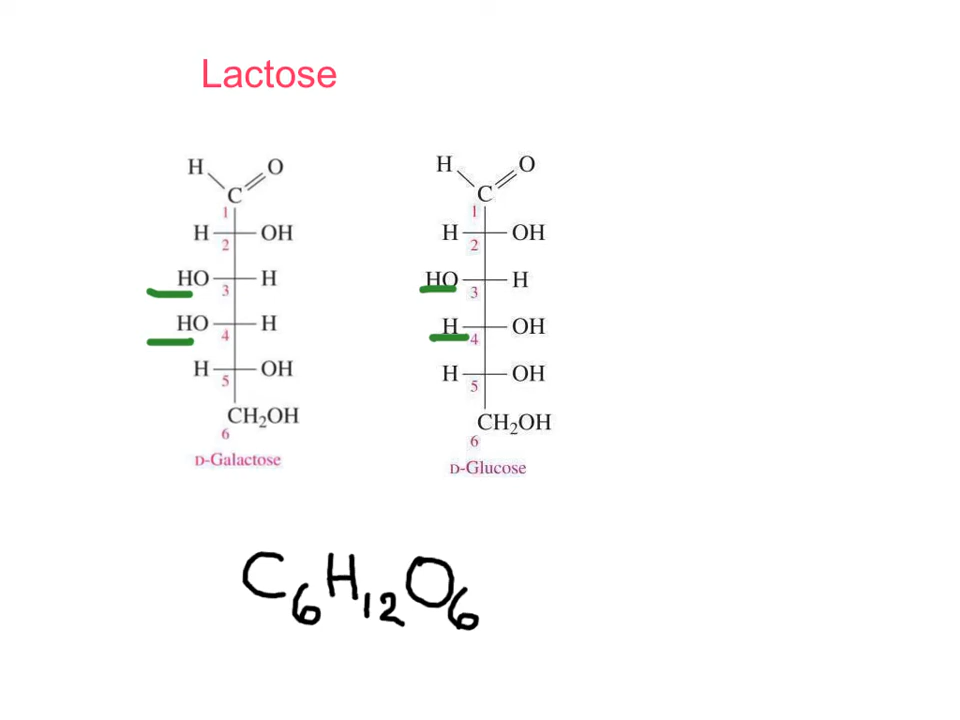 Lactose
H O
C
1
H OH
2
HO H
3
HO H
4
H OH
5
CH₂OH
6
D-Galactose
H O
C
1
H OH
2
HO H
3
H OH
4
H OH
5
CH₂OH
6
D-Glucose
C₆H₁₂O₆